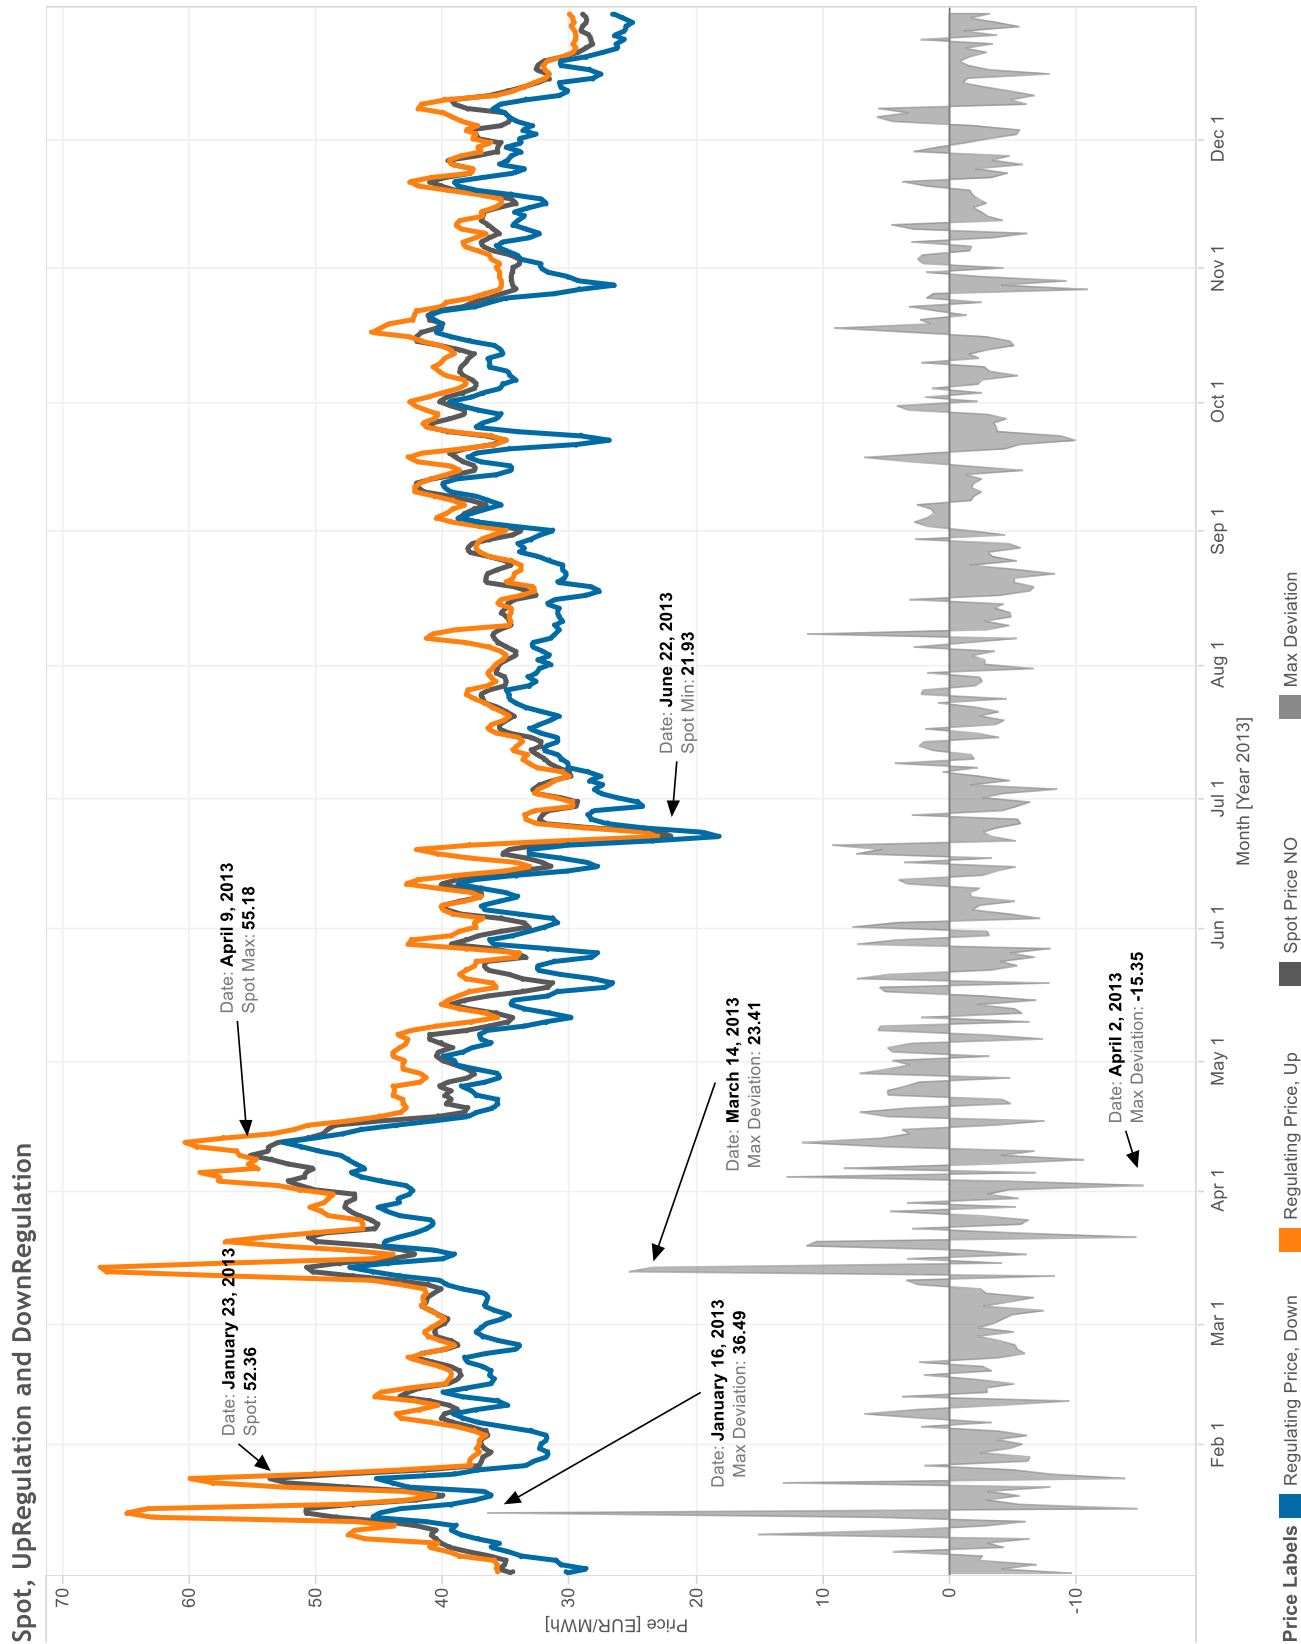 Spot, UpRegulation and DownRegulation
70
60
50
40
30
20
10
0
-10
Price [EUR/MWh]
Date: January 23, 2013
Spot: 52.36
Date: April 9, 2013
Spot Max: 55.18
Date: June 22, 2013
Spot Min: 21.93
Date: January 16, 2013
Max Deviation: 36.49
Date: March 14, 2013
Max Deviation: 23.41
Date: April 2, 2013
Max Deviation: -15.35
Feb 1
Mar 1
Apr 1
May 1
Jun 1
Jul 1
Aug 1
Sep 1
Oct 1
Nov 1
Dec 1
Month [Year 2013]
Price Labels
Regulating Price, Down
Regulating Price, Up
Spot Price NO
Max Deviation